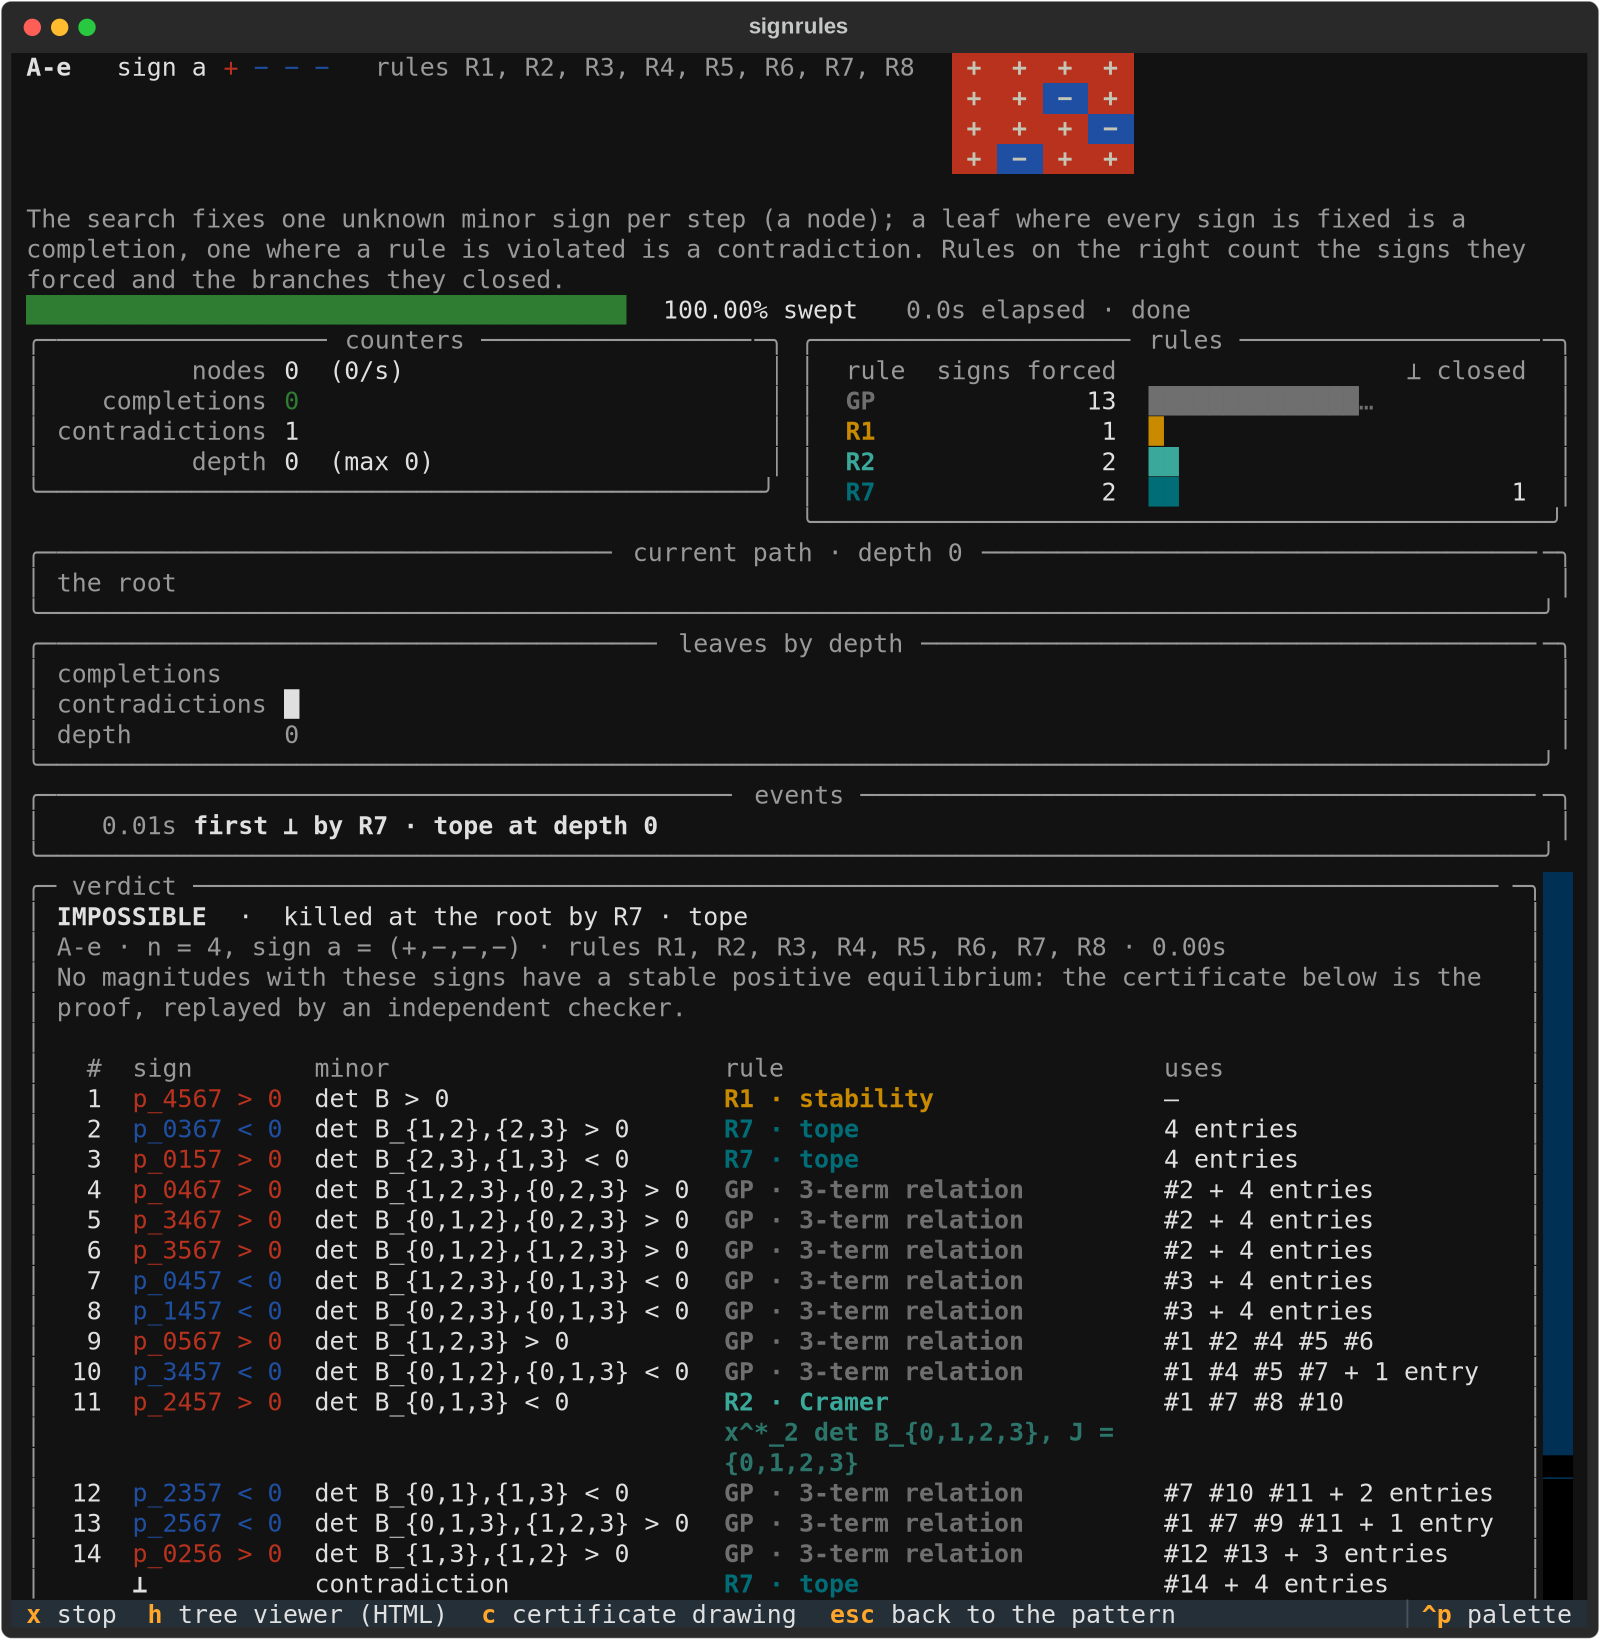 signrules
A-e sign a + − − − rules R1, R2, R3, R4, R5, R6, R7, R8 + + + +
+ + − +
+ + + −
+ − + +
The search fixes one unknown minor sign per step (a node); a leaf where every sign is fixed is a
completion, one where a rule is violated is a contradiction. Rules on the right count the signs they
forced and the branches they closed.
100.00% swept 0.0s elapsed · done
counters
nodes 0 (0/s)
completions 0
contradictions 1
depth 0 (max 0)
rules
rule signs forced ⊥ closed
GP 13 …
R1 1
R2 2
R7 2 1
current path · depth 0
the root
leaves by depth
completions
contradictions
depth 0
events
0.01s first ⊥ by R7 · tope at depth 0
verdict
IMPOSSIBLE · killed at the root by R7 · tope
A-e · n = 4, sign a = (+,−,−,−) · rules R1, R2, R3, R4, R5, R6, R7, R8 · 0.00s
No magnitudes with these signs have a stable positive equilibrium: the certificate below is the
proof, replayed by an independent checker.
# sign minor rule uses
1 p_4567 > 0 det B > 0 R1 · stability —
2 p_0367 < 0 det B_{1,2},{2,3} > 0 R7 · tope 4 entries
3 p_0157 > 0 det B_{2,3},{1,3} < 0 R7 · tope 4 entries
4 p_0467 > 0 det B_{1,2,3},{0,2,3} > 0 GP · 3-term relation #2 + 4 entries
5 p_3467 > 0 det B_{0,1,2},{0,2,3} > 0 GP · 3-term relation #2 + 4 entries
6 p_3567 > 0 det B_{0,1,2},{1,2,3} > 0 GP · 3-term relation #2 + 4 entries
7 p_0457 < 0 det B_{1,2,3},{0,1,3} < 0 GP · 3-term relation #3 + 4 entries
8 p_1457 < 0 det B_{0,2,3},{0,1,3} < 0 GP · 3-term relation #3 + 4 entries
9 p_0567 > 0 det B_{1,2,3} > 0 GP · 3-term relation #1 #2 #4 #5 #6
10 p_3457 < 0 det B_{0,1,2},{0,1,3} < 0 GP · 3-term relation #1 #4 #5 #7 + 1 entry
11 p_2457 > 0 det B_{0,1,3} < 0 R2 · Cramer #1 #7 #8 #10
x^*_2 det B_{0,1,2,3}, J =
{0,1,2,3}
12 p_2357 < 0 det B_{0,1},{1,3} < 0 GP · 3-term relation #7 #10 #11 + 2 entries
13 p_2567 < 0 det B_{0,1,3},{1,2,3} > 0 GP · 3-term relation #1 #7 #9 #11 + 1 entry
14 p_0256 > 0 det B_{1,3},{1,2} > 0 GP · 3-term relation #12 #13 + 3 entries
⊥ contradiction R7 · tope #14 + 4 entries
x stop h tree viewer (HTML) c certificate drawing esc back to the pattern ^p palette